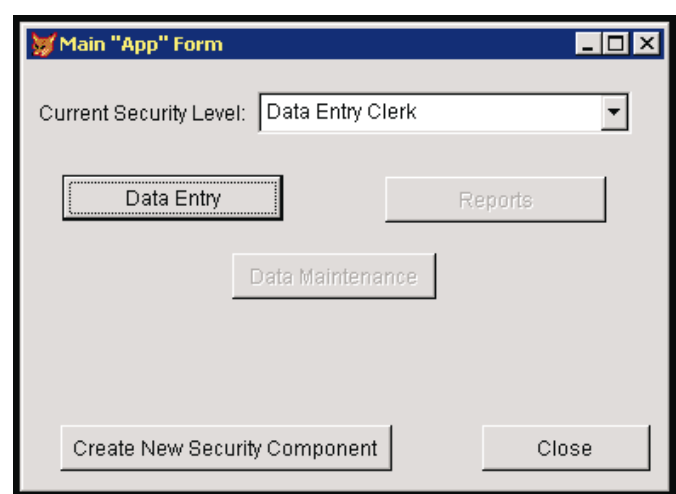 Main "App" Form
Current Security Level: Data Entry Clerk
Data Entry Reports
Data Maintenance
Create New Security Component Close